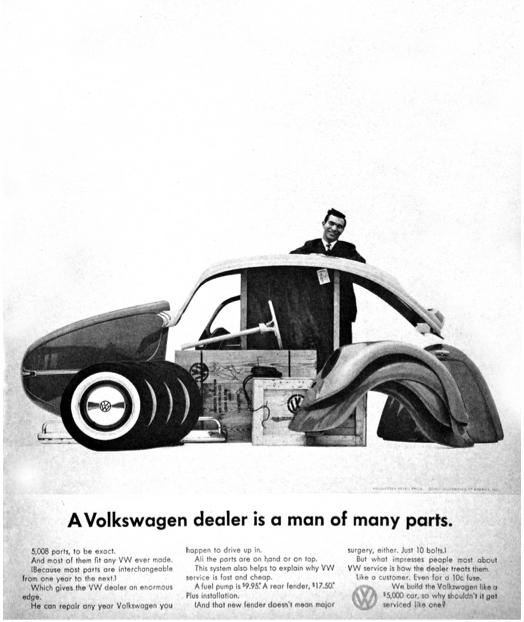 A Volkswagen dealer is a man of many parts.
5,008 parts, to be exact.
And most of them fit any VW ever made.
(Because most parts are interchangeable
from one year to the next.)
Which gives the VW dealer an enormous
edge.
He can repair any year Volkswagen you
happen to drive up in.
All the parts are on hand or on tap.
This system also helps to explain why VW
service is fast and cheap.
A fuel pump is $9.95.* A rear fender, $17.50.*
Plus installation.
(And that new fender doesn't mean major
surgery, either. Just 10 bolts.)
But what impresses people most about
VW service is how the dealer treats them.
Like a customer. Even for a 10¢ fuse.
We build the Volkswagen like a
$5,000 car, so why shouldn't it get
serviced like one?